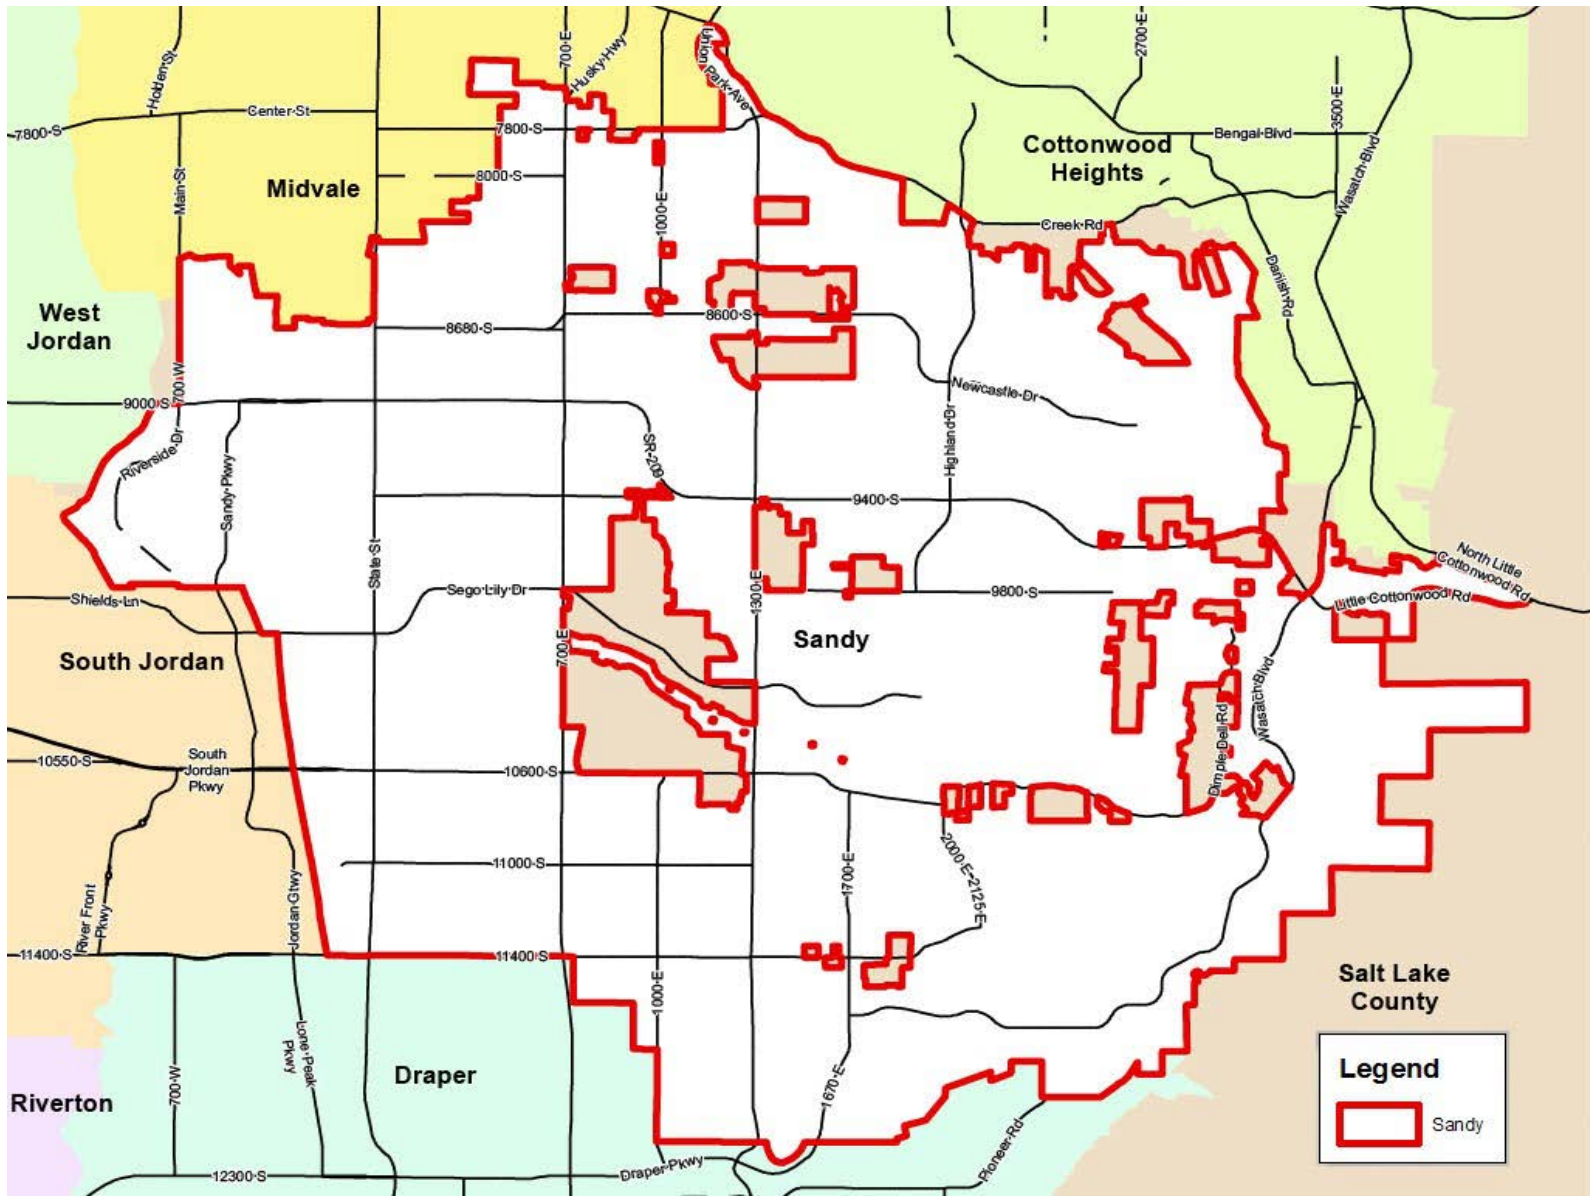 Holden St
700 E
Husky Hwy
Union
Park Ave
2700 E
Center St
7800 S
7800 S
Cottonwood
Heights
Bengal Blvd
3500 E
Wasatch Blvd
Main St
Midvale
8000 S
1000 E
Creek Rd
Danish Rd
West
Jordan
8680 S
8600 S
700 W
9000 S
Newcastle Dr
Riverside Dr
Sandy Pkwy
SR-209
Highland Dr
9400 S
State St
North Little
Cottonwood Rd
Little Cottonwood Rd
Shields Ln
Sego Lily Dr
1300 E
9800 S
South Jordan
700 E
Sandy
Wasatch Blvd
Dimple Dell Rd
10550 S
South
Jordan
Pkwy
10600 S
11000 S
1700 E
2000 E
2125 E
River Front
Pkwy
Jordan Gtwy
11400 S
11400 S
1000 E
Salt Lake
County
Lone Peak
Pkwy
700 W
Draper
Riverton
1670 E
Pioneer Rd
Legend
Sandy
12300 S
Draper Pkwy